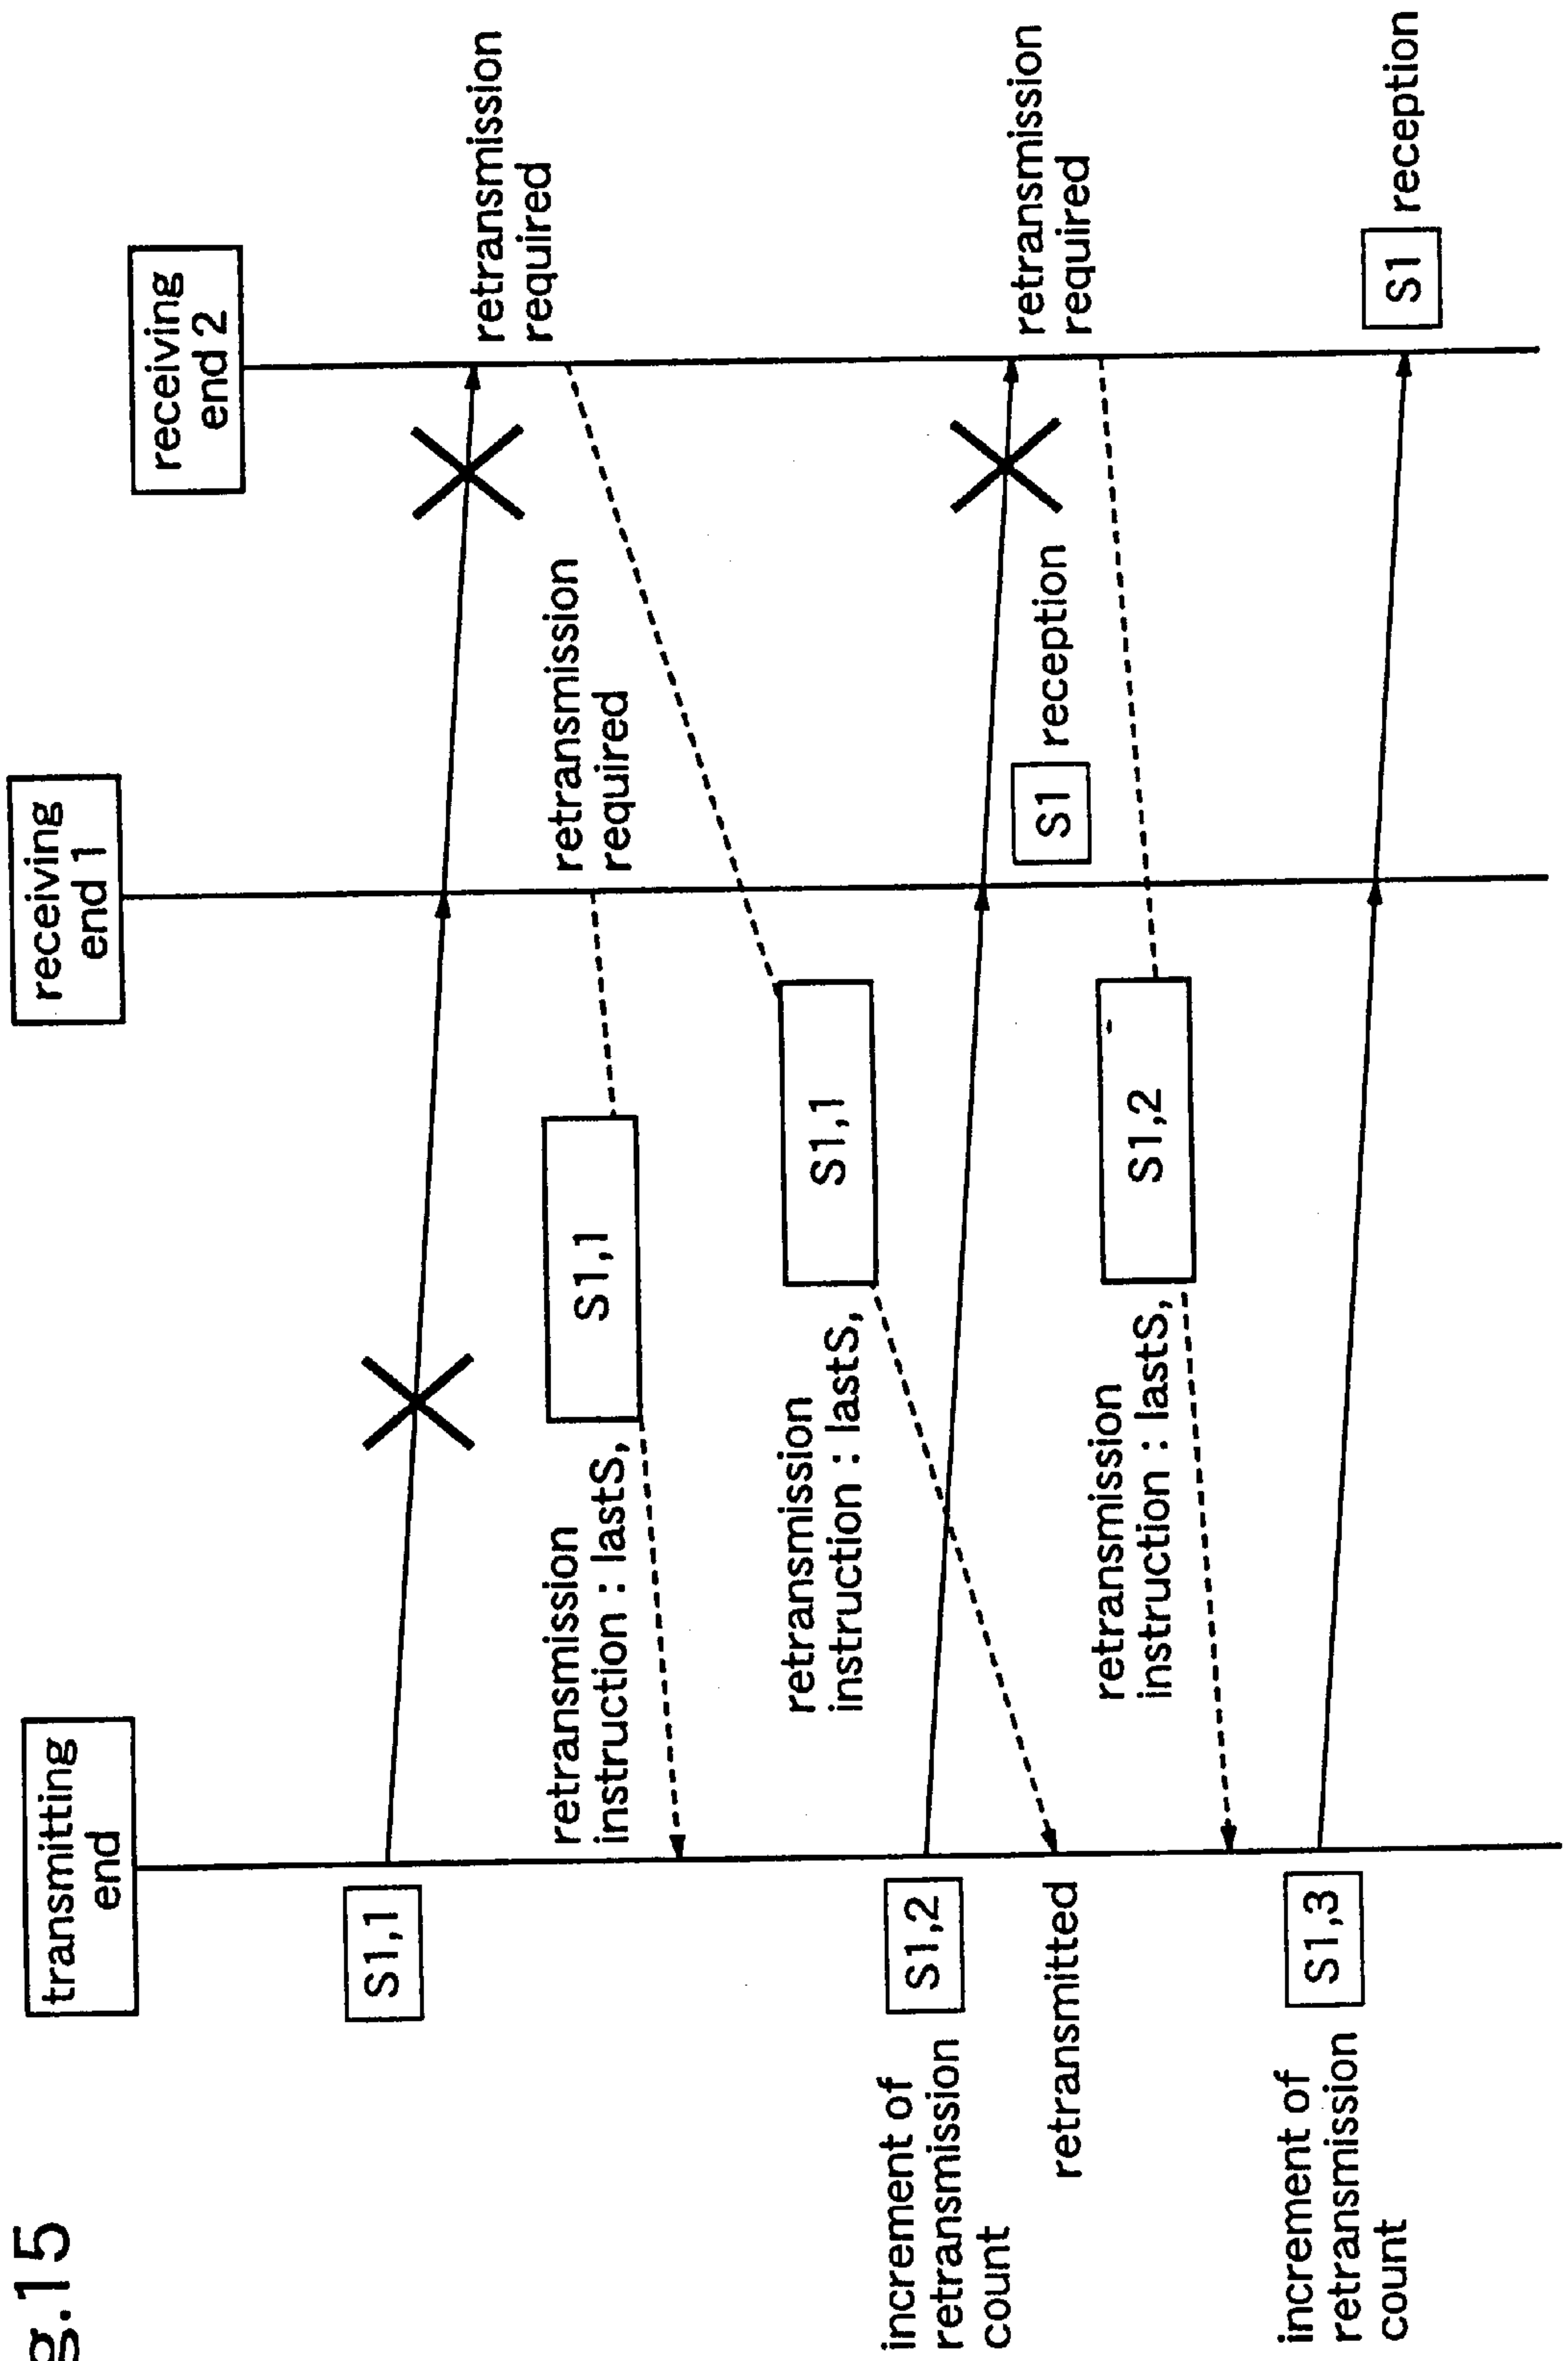 g.15
transmitting
end
receiving
end 1
receiving
end 2
S1,1
retransmission
required
retransmission
required
retransmission
instruction : lastS,
S1,1
retransmission
instruction : lastS,
S1,1
increment of
retransmission
count
S1,2
retransmission
required
S1 reception
retransmitted
retransmission
instruction : lastS,
S1,2
increment of
retransmission
count
S1,3
S1 reception